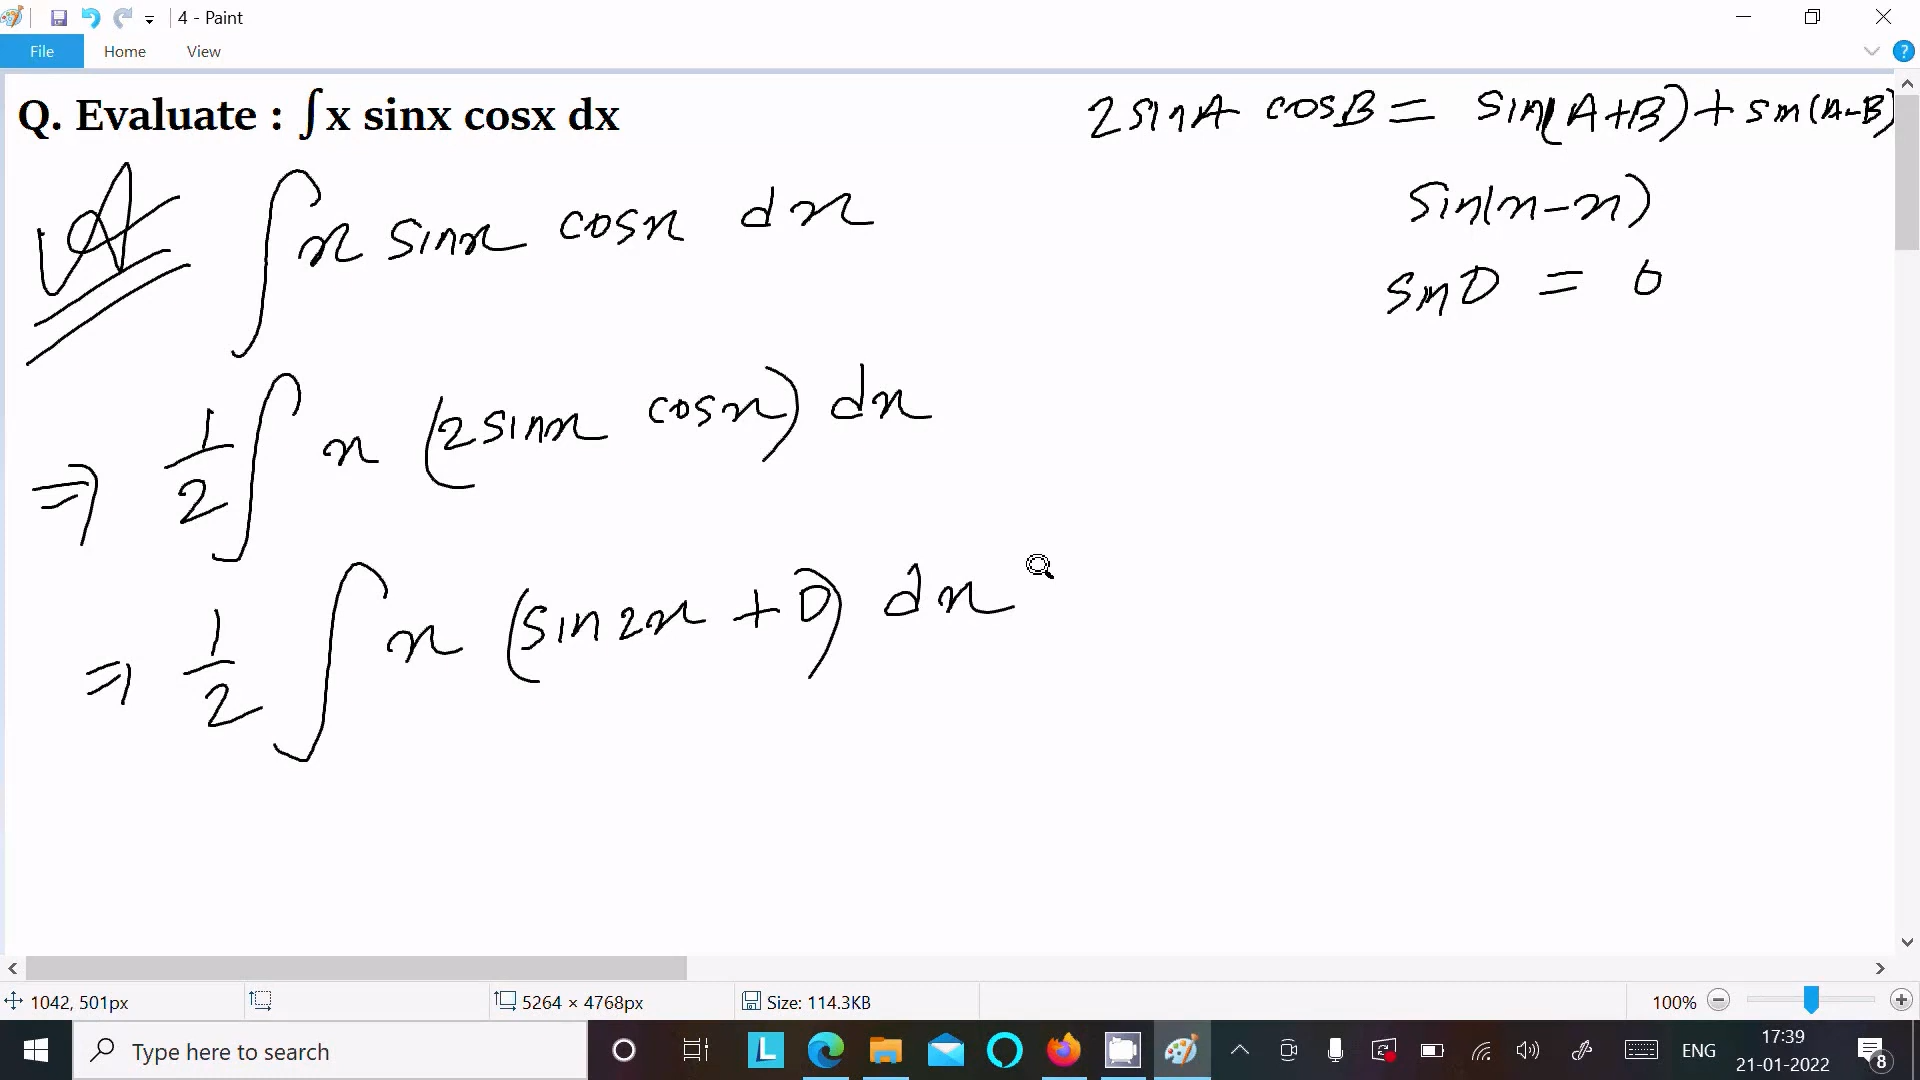 4 - Paint
File Home View
Q. Evaluate : ∫x sinx cosx dx
2 sinA cosB = sin(A+B) + sin(A-B)
∫ x sinx cosx dx
sin(x-x)
sin0 = 0
⇒ 1/2 ∫ x (2 sinx cosx) dx
⇒ 1/2 ∫ x (sin2x + 0) dx
1042, 501px
5264 × 4768px
Size: 114.3KB
100%
Type here to search
L
ENG
17:39
21-01-2022
8